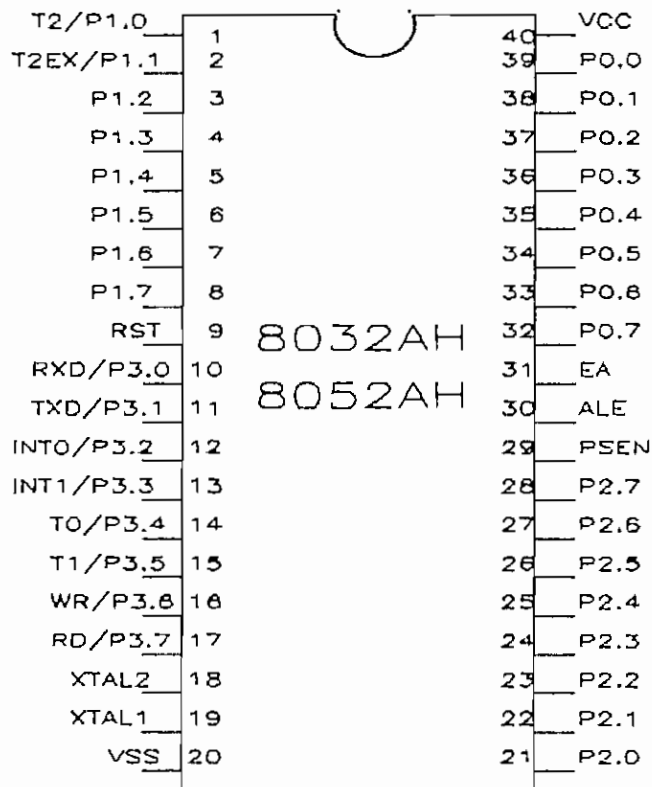 T2/P1.0 1 40 VCC
T2EX/P1.1 2 39 P0.0
P1.2 3 38 P0.1
P1.3 4 37 P0.2
P1.4 5 36 P0.3
P1.5 6 35 P0.4
P1.6 7 34 P0.5
P1.7 8 33 P0.6
RST 9 8032AH 32 P0.7
RXD/P3.0 10 31 EA
TXD/P3.1 11 8052AH 30 ALE
INT0/P3.2 12 29 PSEN
INT1/P3.3 13 28 P2.7
T0/P3.4 14 27 P2.6
T1/P3.5 15 26 P2.5
WR/P3.6 16 25 P2.4
RD/P3.7 17 24 P2.3
XTAL2 18 23 P2.2
XTAL1 19 22 P2.1
VSS 20 21 P2.0